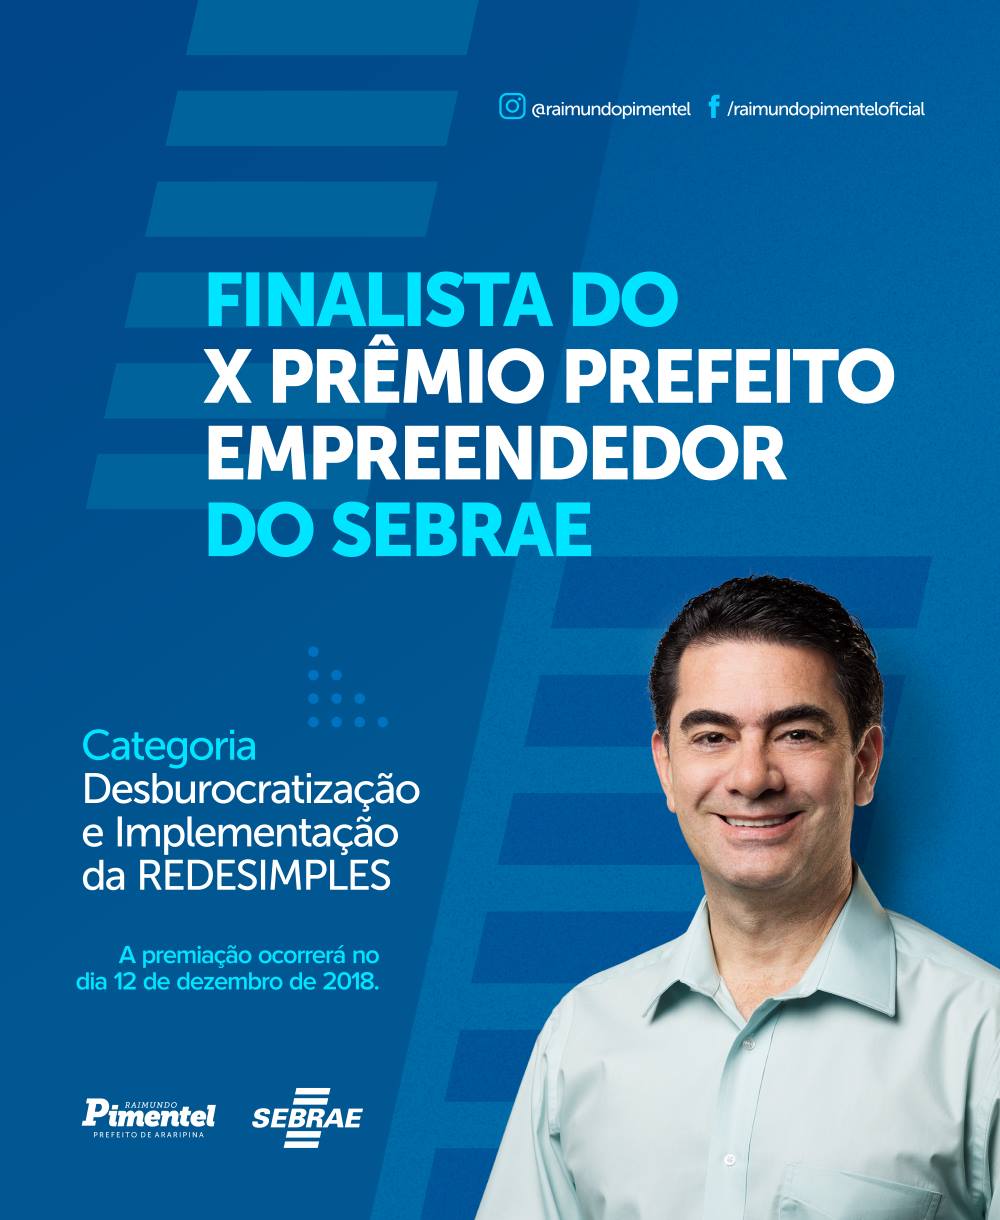 @raimundopimentel /raimundopimenteloficial
FINALISTA DO
X PRÊMIO PREFEITO
EMPREENDEDOR
DO SEBRAE
Categoria
Desburocratização
e Implementação
da REDESIMPLES
A premiação ocorrerá no
dia 12 de dezembro de 2018.
RAIMUNDO
Pimentel
PREFEITO DE ARARIPINA
SEBRAE